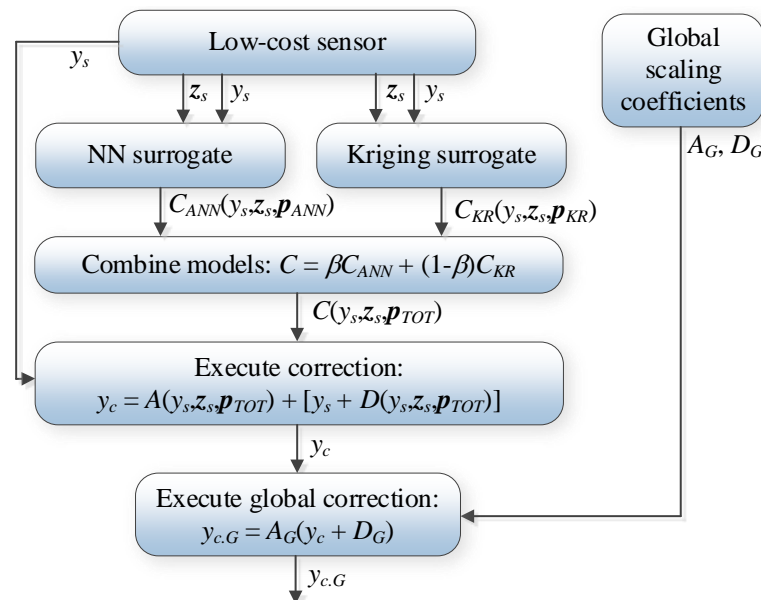 Low-cost sensor
Global
scaling
coefficients
y_s
z_s
y_s
z_s
y_s
A_G, D_G
NN surrogate
Kriging surrogate
C_ANN(y_s,z_s,p_ANN)
C_KR(y_s,z_s,p_KR)
Combine models: C = βC_ANN + (1-β)C_KR
C(y_s,z_s,p_TOT)
Execute correction:
y_c = A(y_s,z_s,p_TOT) + [y_s + D(y_s,z_s,p_TOT)]
y_c
Execute global correction:
y_c.G = A_G(y_c + D_G)
y_c.G